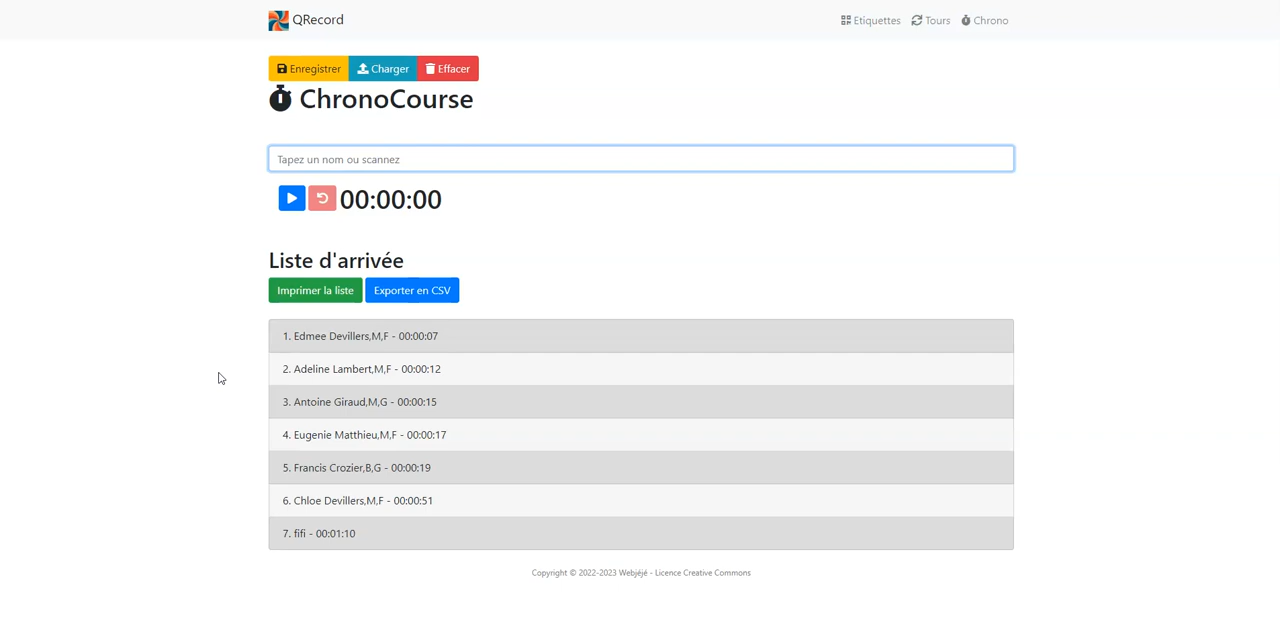 QRecord
Etiquettes Tours Chrono
Enregistrer Charger Effacer
ChronoCourse
Tapez un nom ou scannez
00:00:00
Liste d'arrivée
Imprimer la liste Exporter en CSV
1. Edmee Devillers,M,F - 00:00:07
2. Adeline Lambert,M,F - 00:00:12
3. Antoine Giraud,M,G - 00:00:15
4. Eugenie Matthieu,M,F - 00:00:17
5. Francis Crozier,B,G - 00:00:19
6. Chloe Devillers,M,F - 00:00:51
7. fifi - 00:01:10
Copyright © 2022-2023 Webjéjé - Licence Creative Commons